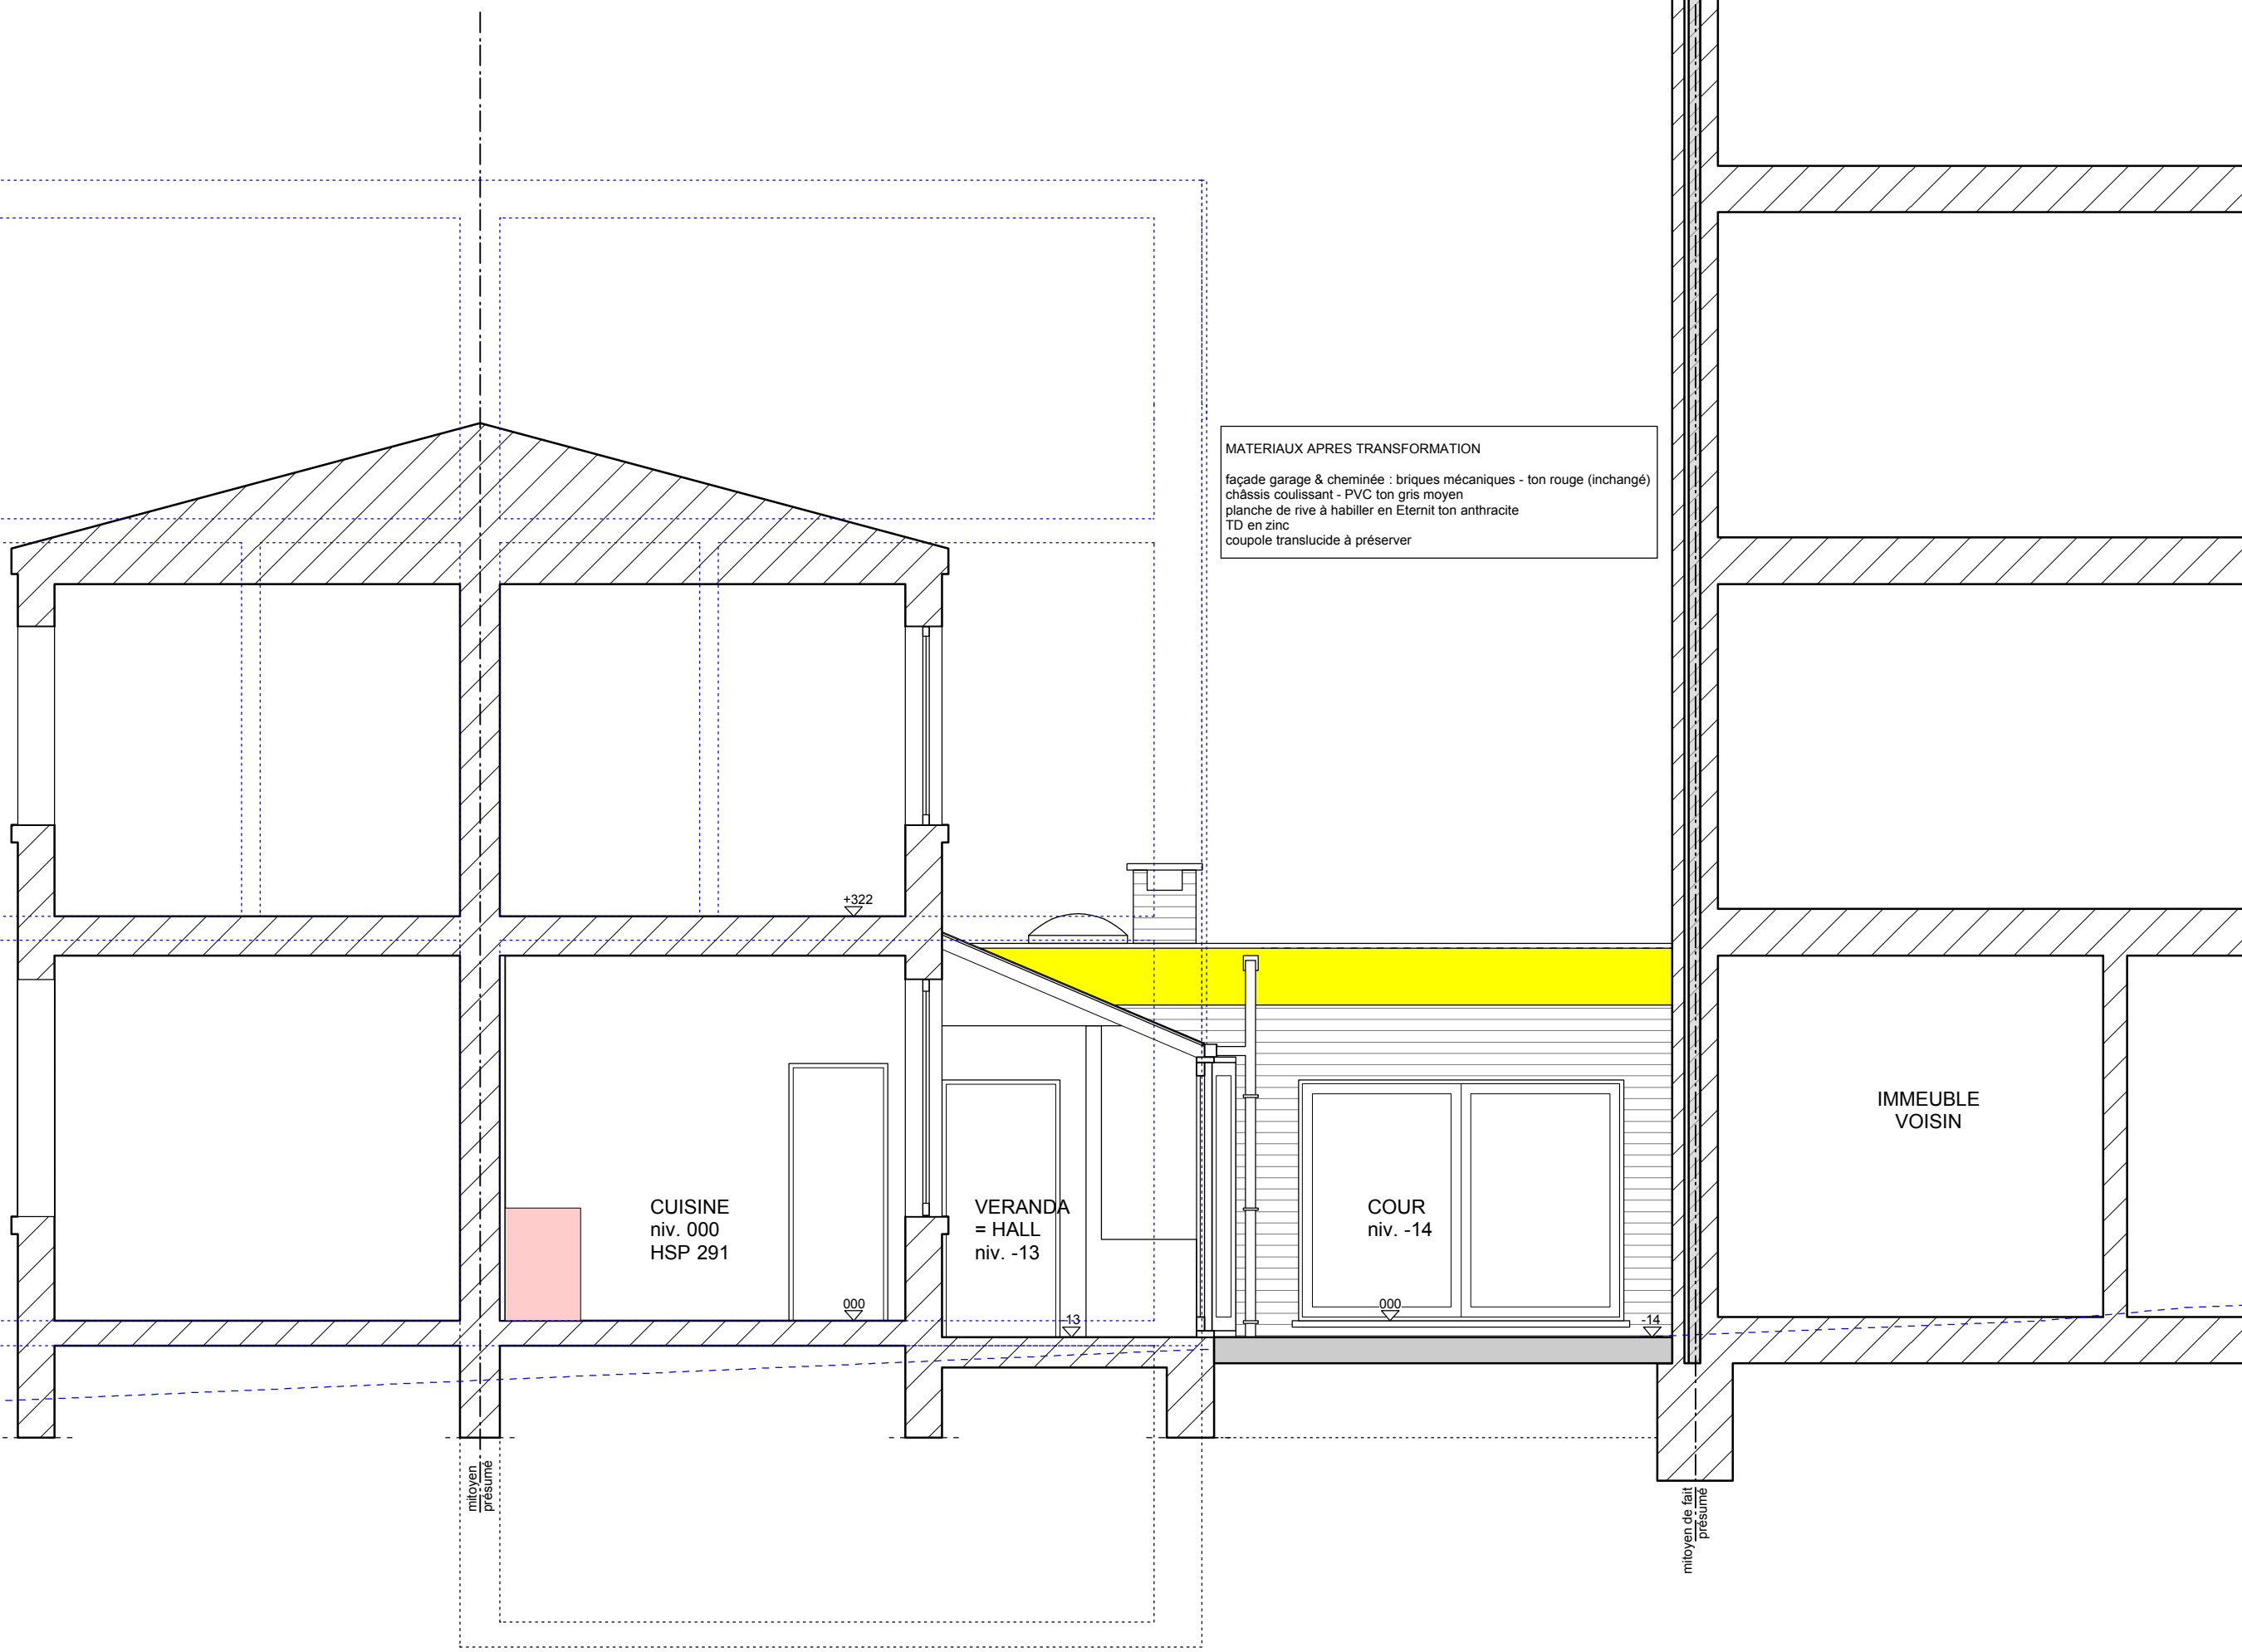 MATERIAUX APRES TRANSFORMATION
façade garage & cheminée : briques mécaniques - ton rouge (inchangé)
châssis coulissant - PVC ton gris moyen
planche de rive à habiller en Eternit ton anthracite
TD en zinc
coupole translucide à préserver
+322
IMMEUBLE
VOISIN
CUISINE
niv. 000
HSP 291
VERANDA
= HALL
niv. -13
COUR
niv. -14
000
-13
000
-14
mitoyen
présumé
mitoyen de fait
présumé